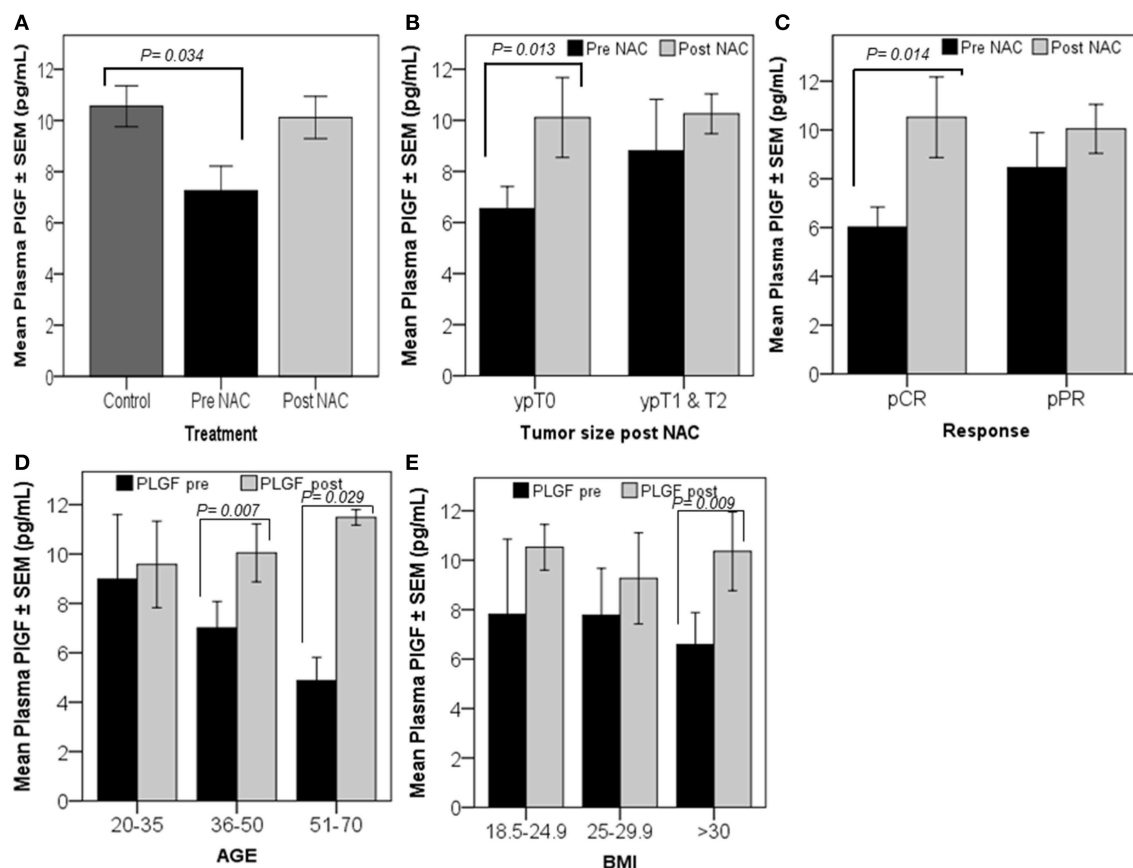 A
Mean Plasma PlGF ± SEM (pg/mL)
P= 0.034
12
10
8
6
4
2
0
Control Pre NAC Post NAC
Treatment
B
Mean Plasma PlGF ± SEM (pg/mL)
Pre NAC Post NAC
P= 0.013
12
10
8
6
4
2
0
ypT0 ypT1 & T2
Tumor size post NAC
C
Mean Plasma PlGF ± SEM (pg/mL)
Pre NAC Post NAC
P= 0.014
12
10
8
6
4
2
0
pCR pPR
Response
D
Mean Plasma PlGF ± SEM (pg/mL)
PLGF pre PLGF post
P= 0.007 P= 0.029
12
10
8
6
4
2
0
20-35 36-50 51-70
AGE
E
Mean Plasma PlGF ± SEM (pg/mL)
PLGF pre PLGF post
P= 0.009
12
10
8
6
4
2
0
18.5-24.9 25-29.9 >30
BMI